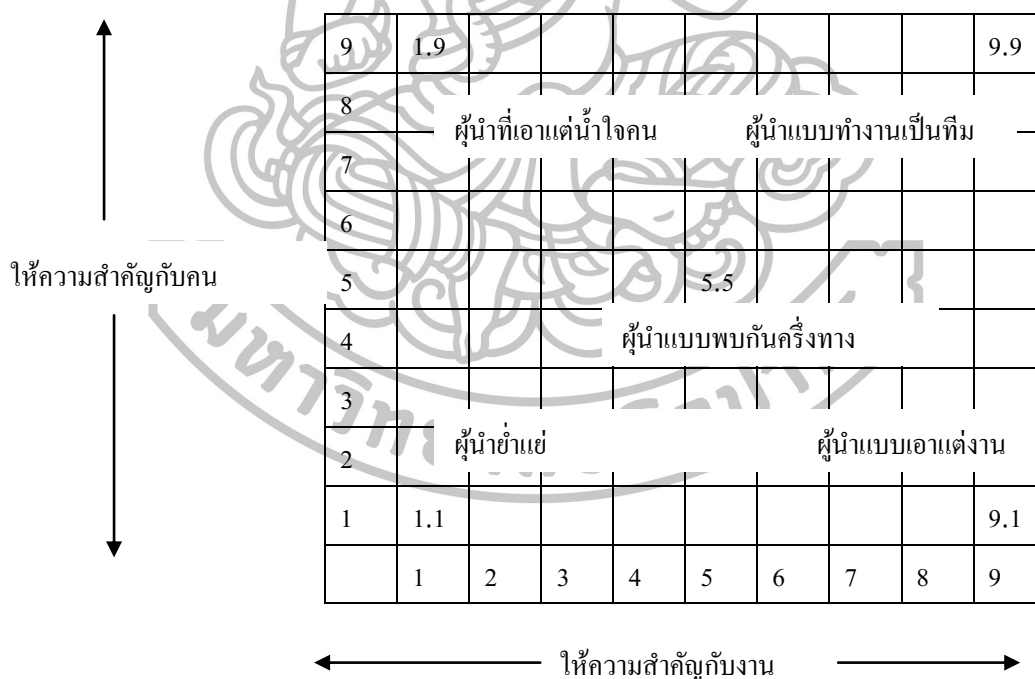 9 1.9 9.9
8
ผู้นำที่เอาแต่น้ำใจคน ผู้นำแบบทำงานเป็นทีม
7
6
ให้ความสำคัญกับคน 5 5.5
4 ผู้นำแบบพบกันครึ่งทาง
3
ผู้นำย่ำแย่ ผู้นำแบบเอาแต่งาน
2
1 1.1 9.1
1 2 3 4 5 6 7 8 9
ให้ความสำคัญกับงาน